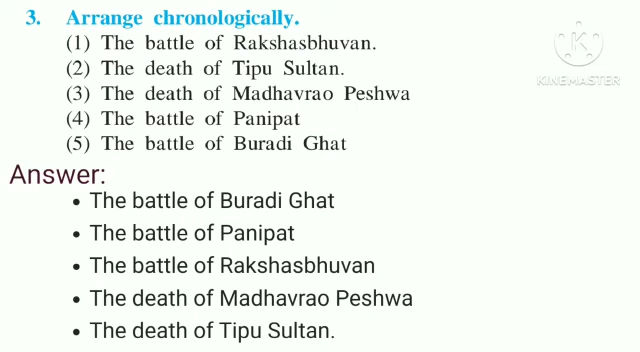 3. Arrange chronologically.
(1) The battle of Rakshasbhuvan.
(2) The death of Tipu Sultan.
(3) The death of Madhavrao Peshwa
(4) The battle of Panipat
(5) The battle of Buradi Ghat
K
KINEMASTER
Answer:
• The battle of Buradi Ghat
• The battle of Panipat
• The battle of Rakshasbhuvan
• The death of Madhavrao Peshwa
• The death of Tipu Sultan.